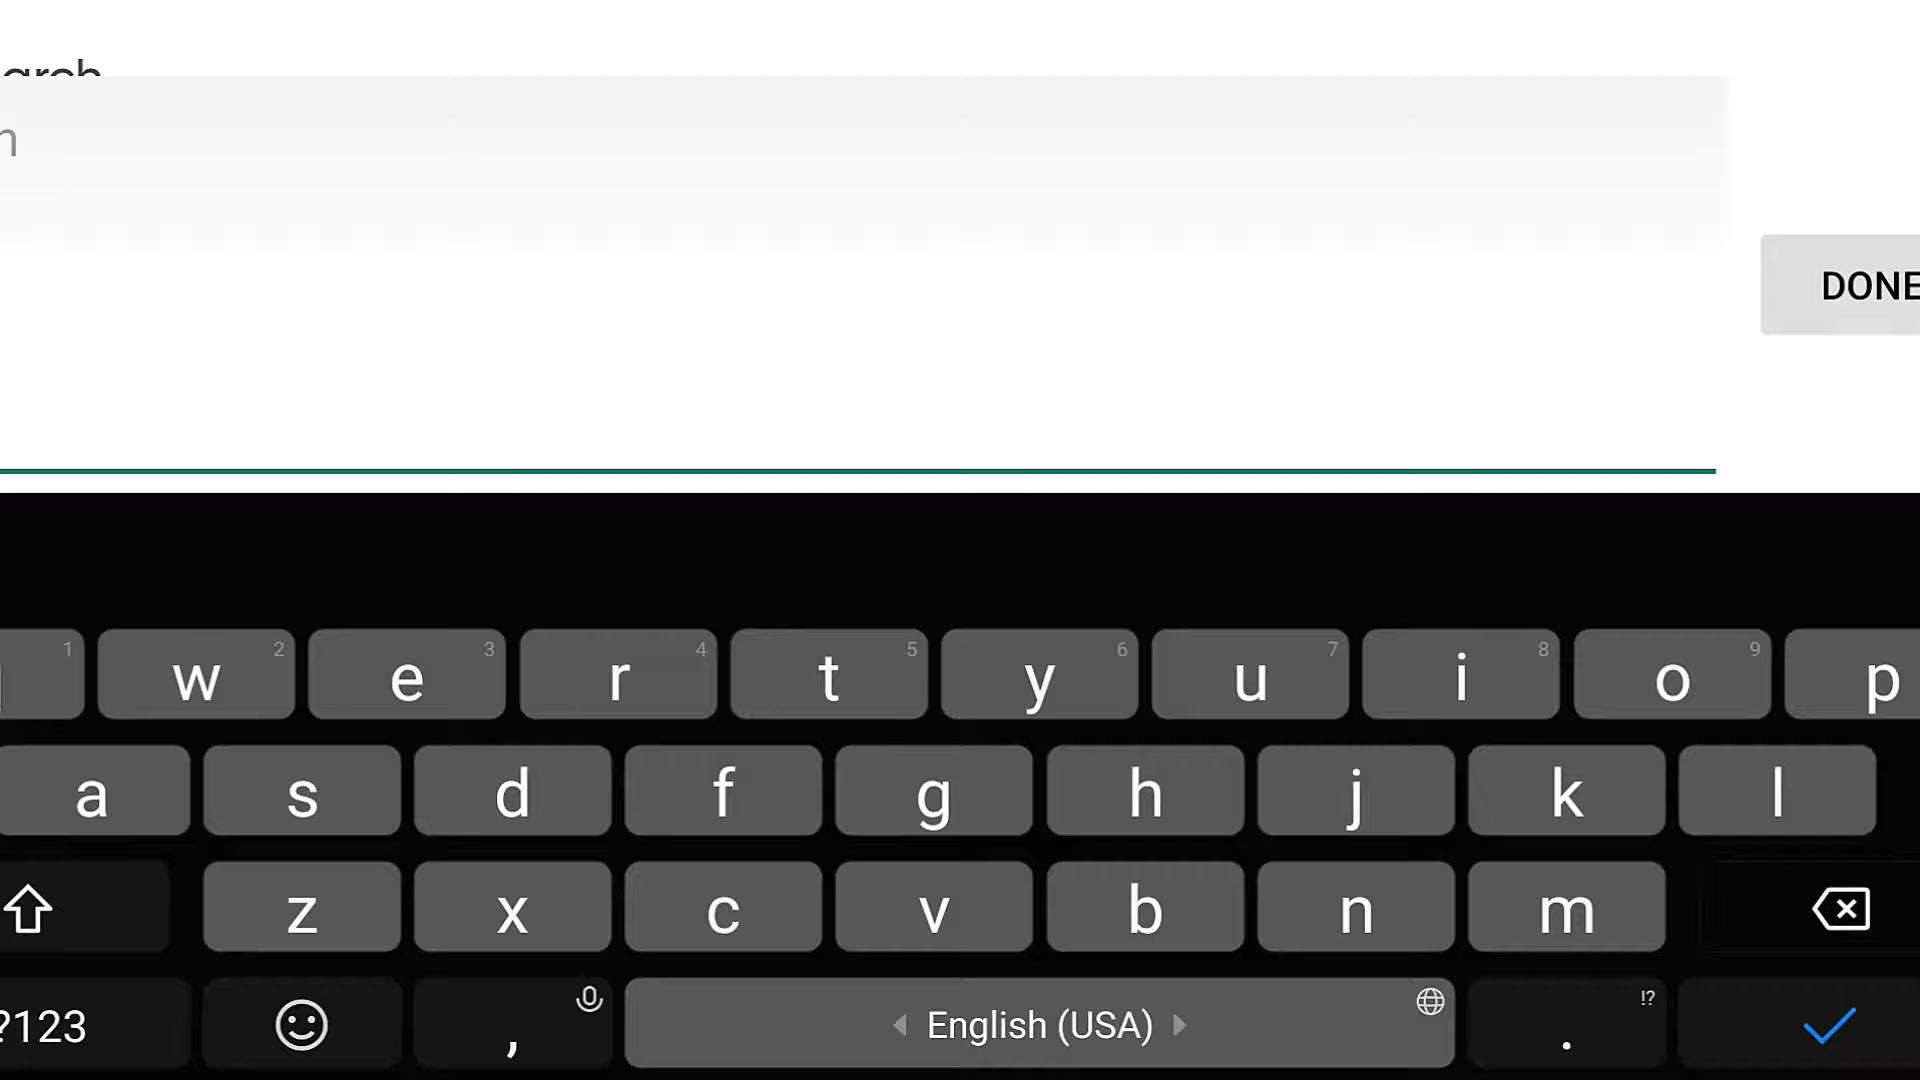 DONE
1 w 2 e 3 r 4 t 5 y 6 u 7 i 8 o 9 p
a s d f g h j k l
z x c v b n m
?123 , English (USA) !? .